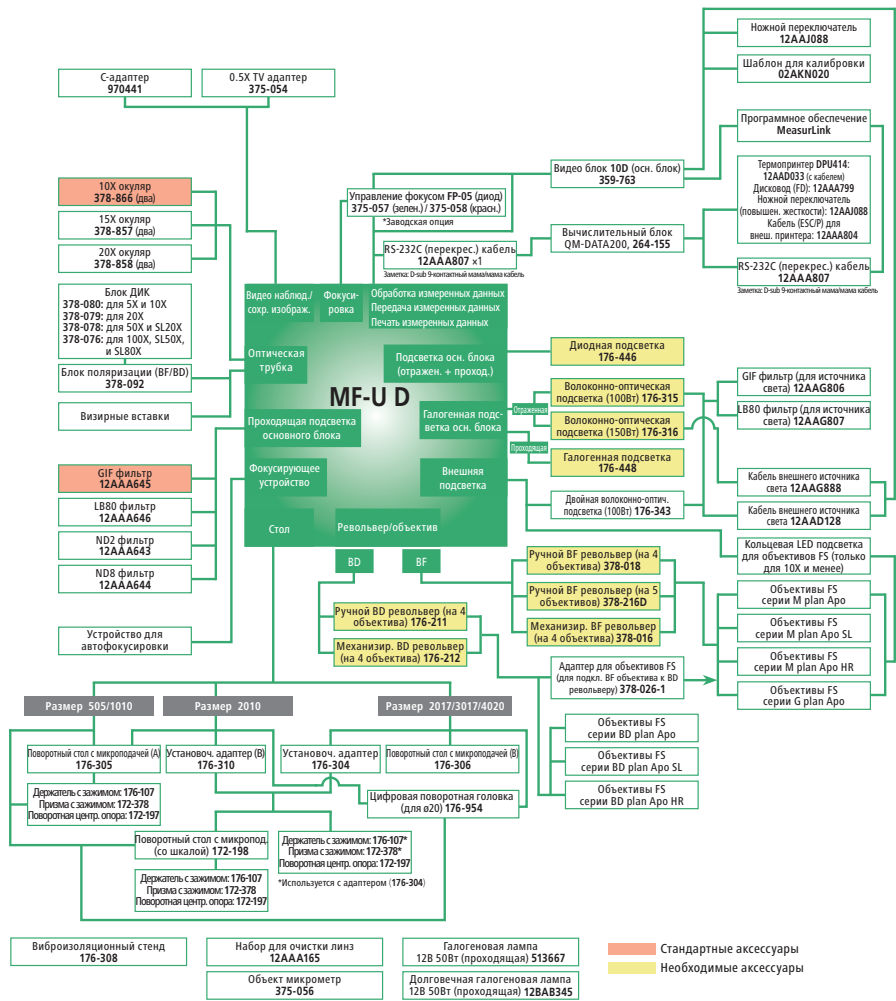 С-адаптер
970441
0.5X TV адаптер
375-054
Ножной переключатель
12AAJ088
Шаблон для калибровки
02AKN020
Программное обеспечение
MeasurLink
Термопринтер DPU414:
12AAD033 (с кабелем)
Дисковод (FD): 12AAA799
Ножной переключатель
(повышен. жесткости): 12AAJ088
Кабель (ESC/P) для
внеш. принтера: 12AAA804
RS-232C (перекрес.) кабель
12AAA807
Заметка: D-sub 9-контактный мама/мама кабель
Видео блок 10D (осн. блок)
359-763
Управление фокусом FP-05 (диод)
375-057 (зелен.) / 375-058 (красн.)
*Заводская опция
RS-232C (перекрес.) кабель
12AAA807 x1
Заметка: D-sub 9-контактный мама/мама кабель
Вычислительный блок
QM-DATA200, 264-155
10X окуляр
378-866 (два)
15X окуляр
378-857 (два)
20X окуляр
378-858 (два)
Блок ДИК
378-080: для 5X и 10X
378-079: для 20X
378-078: для 50X и SL20X
378-076: для 100X, SL50X,
и SL80X
Блок поляризации (BF/BD)
378-092
Визирные вставки
GIF фильтр
12AAA645
LB80 фильтр
12AAA646
ND2 фильтр
12AAA643
ND8 фильтр
12AAA644
Устройство для
автофокусировки
Видео наблюд./
сохр. изображ.
Фокуси-
ровка
Обработка измеренных данных
Передача измеренных данных
Печать измеренных данных
Оптическая
трубка
Подсветка осн. блока
(отражен. + проход.)
MF-U D
Проходящая подсветка
основного блока
Галогенная подс-
ветка осн. блока
Фокусирующее
устройство
Внешняя
подсветка
Стол
Револьвер/объектив
BD
BF
Отраженная
Проходящая
Диодная подсветка
176-446
Волоконно-оптическая
подсветка (100Вт) 176-315
Волоконно-оптическая
подсветка (150Вт) 176-316
Галогенная подсветка
176-448
Двойная волоконно-оптич.
подсветка (100Вт) 176-343
GIF фильтр (для источника
света) 12AAG806
LB80 фильтр (для источника
света) 12AAG807
Кабель внешнего источника
света 12AAG888
Кабель внешнего источника
света 12AAD128
Кольцевая LED подсветка
для объективов FS (только
для 10X и менее)
Ручной BF револьвер (на 4
объектива) 378-018
Ручной BF револьвер (на 5
объективов) 378-216D
Механизир. BF револьвер
(на 4 объектива) 378-016
Ручной BD револьвер (на 4
объектива) 176-211
Механизир. BD револьвер
(на 4 объектива) 176-212
Адаптер для объективов FS
(для подкл. BF объектива к BD
револьверу) 378-026-1
Объективы FS
серии M plan Apo
Объективы FS
серии M plan Apo SL
Объективы FS
серии M plan Apo HR
Объективы FS
серии G plan Apo
Объективы FS
серии BD plan Apo
Объективы FS
серии BD plan Apo SL
Объективы FS
серии BD plan Apo HR
Размер 505/1010
Размер 2010
Размер 2017/3017/4020
Поворотный стол с микроподачей (А)
176-305
Установоч. адаптер (В)
176-310
Установоч. адаптер
176-304
Поворотный стол с микроподачей (В)
176-306
Держатель с зажимом: 176-107
Призма с зажимом: 172-378
Поворотная центр. опора: 172-197
Цифровая поворотная головка
(для ø20) 176-954
Поворотный стол с микропод.
(со шкалой) 172-198
Держатель с зажимом: 176-107*
Призма с зажимом: 172-378*
Поворотная центр. опора: 172-197
*Используется с адаптером (176-304)
Держатель с зажимом: 176-107
Призма с зажимом: 172-378
Поворотная центр. опора: 172-197
Виброизоляционный стенд
176-308
Набор для очистки линз
12AAA165
Галогеновая лампа
12В 50Вт (проходящая) 513667
Объект микрометр
375-056
Долговечная галогеновая лампа
12В 50Вт (проходящая) 12BAB345
Стандартные аксессуары
Необходимые аксессуары